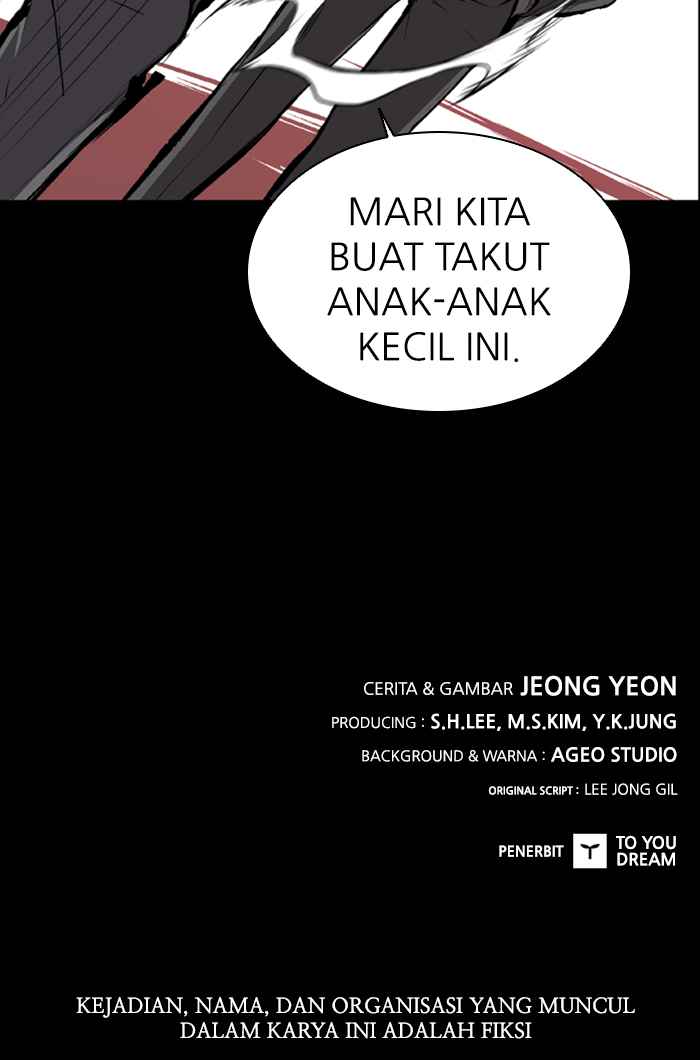 MARI KITA
BUAT TAKUT
ANAK-ANAK
KECIL INI.
CERITA & GAMBAR JEONG YEON
PRODUCING : S.H.LEE, M.S.KIM, Y.K.JUNG
BACKGROUND & WARNA : AGEO STUDIO
ORIGINAL SCRIPT : LEE JONG GIL
PENERBIT TO YOU
DREAM
KEJADIAN, NAMA, DAN ORGANISASI YANG MUNCUL
DALAM KARYA INI ADALAH FIKSI